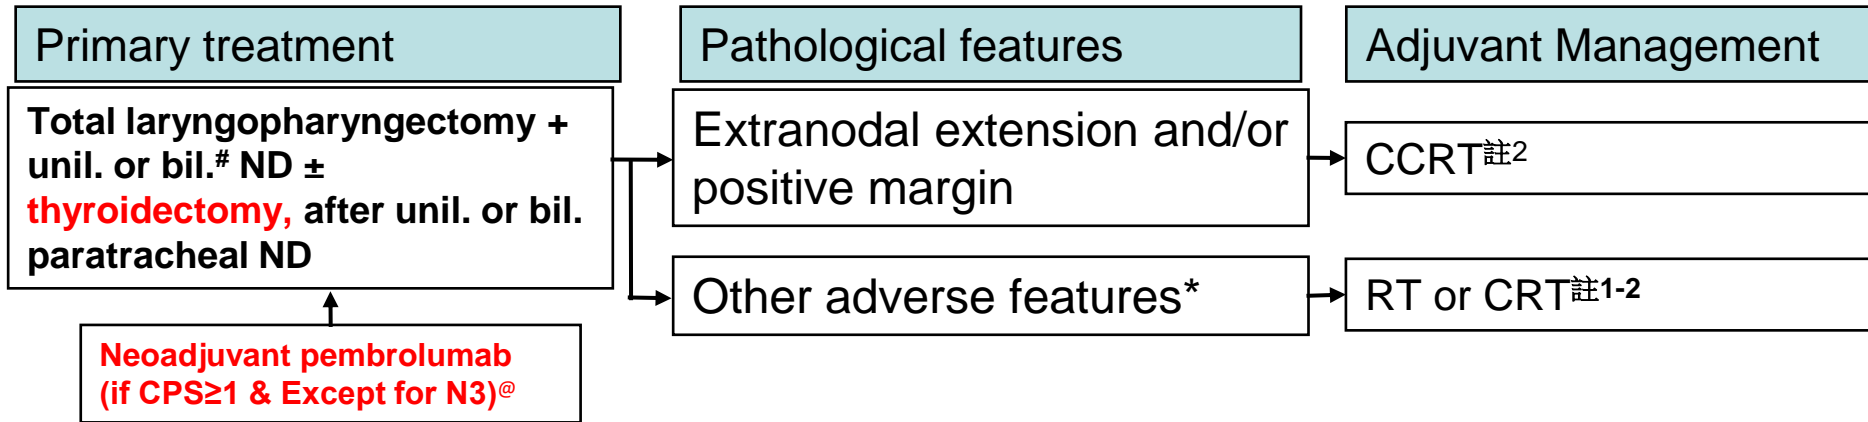 Primary treatment
Pathological features
Adjuvant Management
Total laryngopharyngectomy +
unil. or bil.# ND ±
thyroidectomy, after unil. or bil.
paratracheal ND
Extranodal extension and/or
positive margin
CCRT註2
Other adverse features*
RT or CRT註1-2
Neoadjuvant pembrolumab
(if CPS≥1 & Except for N3)@